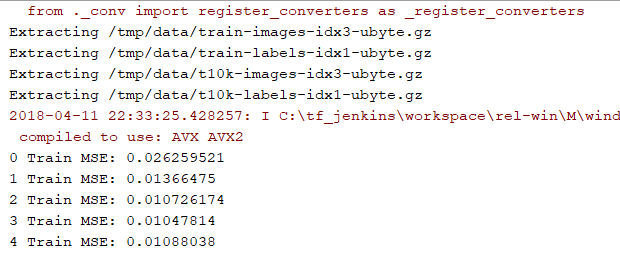 from ._conv import register_converters as _register_converters
Extracting /tmp/data/train-images-idx3-ubyte.gz
Extracting /tmp/data/train-labels-idx1-ubyte.gz
Extracting /tmp/data/t10k-images-idx3-ubyte.gz
Extracting /tmp/data/t10k-labels-idx1-ubyte.gz
2018-04-11 22:33:25.428257: I C:\tf_jenkins\workspace\rel-win\M\wind
compiled to use: AVX AVX2
0 Train MSE: 0.026259521
1 Train MSE: 0.01366475
2 Train MSE: 0.010726174
3 Train MSE: 0.01047814
4 Train MSE: 0.01088038